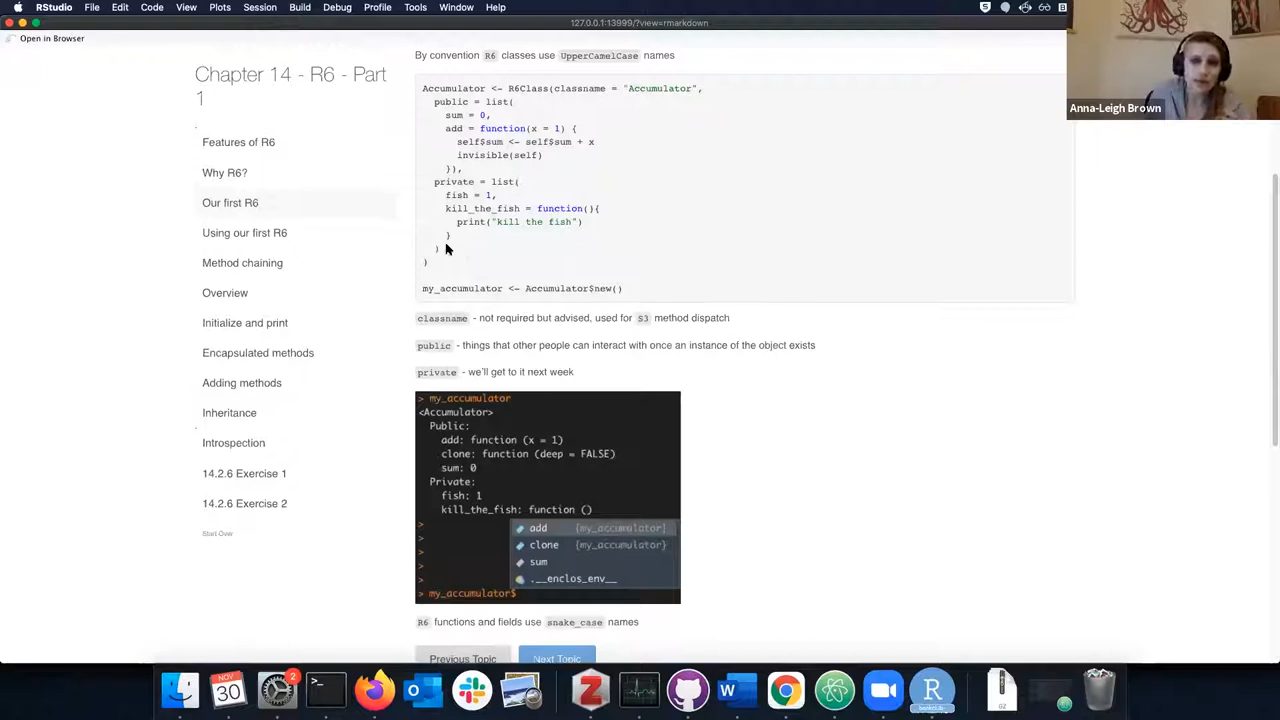 RStudio File Edit Code View Plots Session Build Debug Profile Tools Window Help
127.0.0.1:13999/?view=rmarkdown
Open in Browser
Anna-Leigh Brown
Chapter 14 - R6 - Part
1
Features of R6
Why R6?
Our first R6
Using our first R6
Method chaining
Overview
Initialize and print
Encapsulated methods
Adding methods
Inheritance
Introspection
14.2.6 Exercise 1
14.2.6 Exercise 2
Start Over
By convention R6 classes use UpperCamelCase names
Accumulator <- R6Class(classname = "Accumulator",
public = list(
sum = 0,
add = function(x = 1) {
self$sum <- self$sum + x
invisible(self)
}),
private = list(
fish = 1,
kill_the_fish = function(){
print("kill the fish")
}
)
)
my_accumulator <- Accumulator$new()
classname - not required but advised, used for S3 method dispatch
public - things that other people can interact with once an instance of the object exists
private - we'll get to it next week
> my_accumulator
<Accumulator>
Public:
add: function (x = 1)
clone: function (deep = FALSE)
sum: 0
Private:
fish: 1
kill_the_fish: function ()
>
>
>
>
>
> my_accumulator$
add {my_accumulator}
clone {my_accumulator}
sum
.__enclos_env__
R6 functions and fields use snake_case names
Previous Topic Next Topic
NOV
30
2